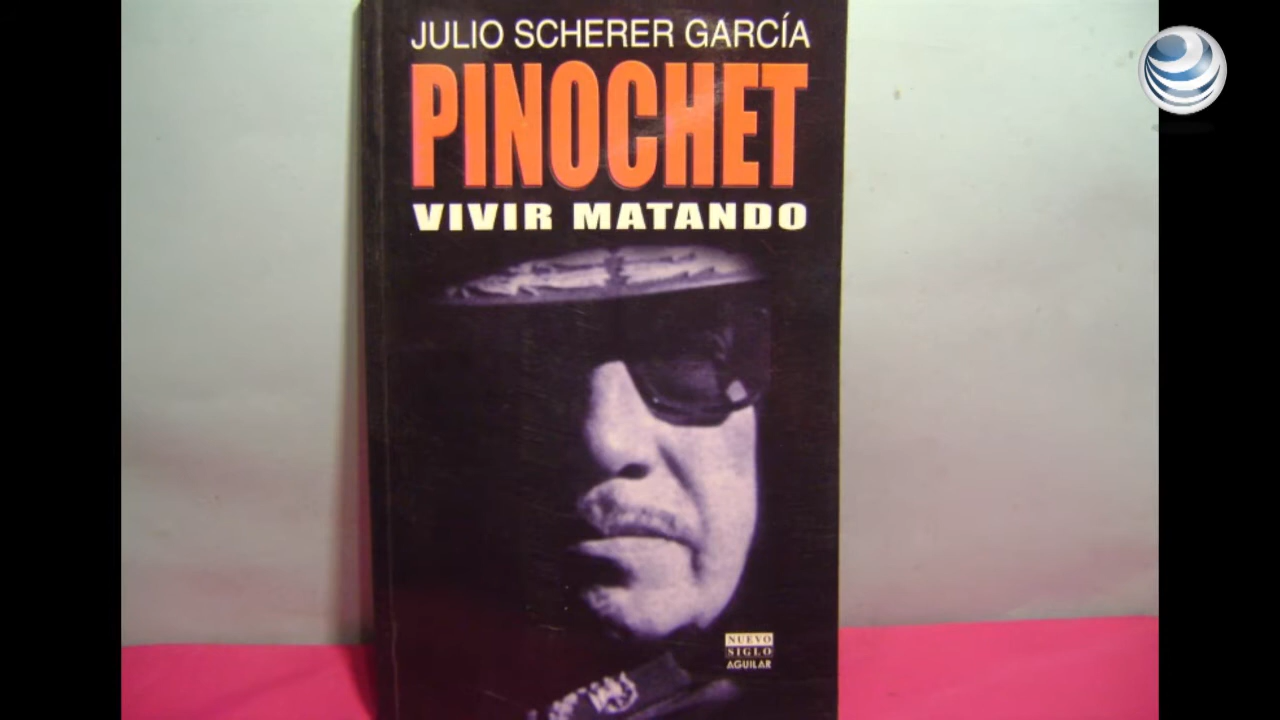 JULIO SCHERER GARCÍA
PINOCHET
VIVIR MATANDO
NUEVO
SIGLO
AGUILAR